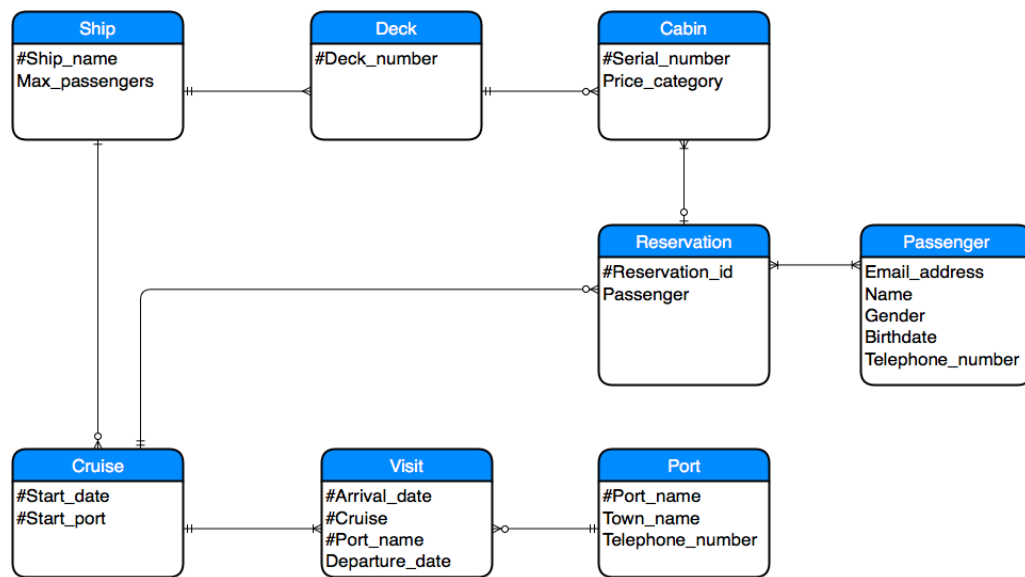 Ship
#Ship_name
Max_passengers
Deck
#Deck_number
Cabin
#Serial_number
Price_category
Reservation
#Reservation_id
Passenger
Passenger
Email_address
Name
Gender
Birthdate
Telephone_number
Cruise
#Start_date
#Start_port
Visit
#Arrival_date
#Cruise
#Port_name
Departure_date
Port
#Port_name
Town_name
Telephone_number